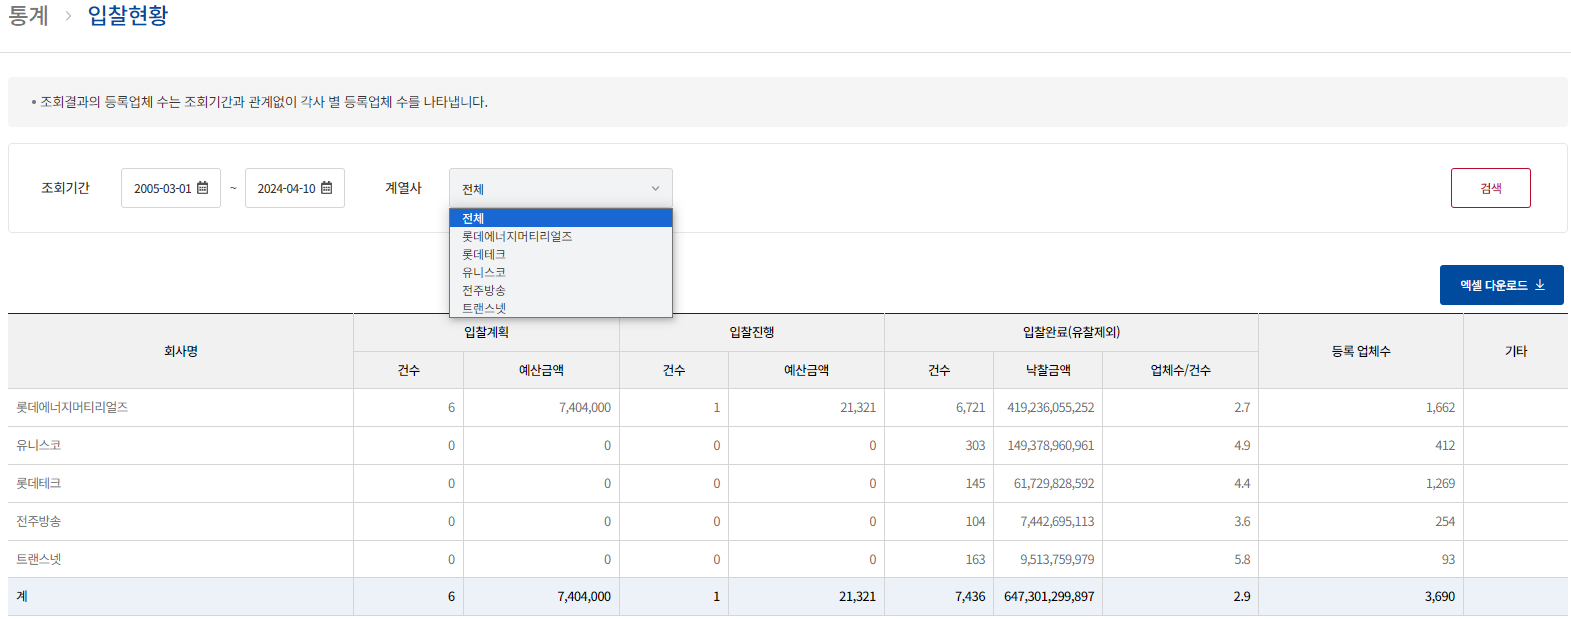 통계 > 입찰현황
• 조회결과의 등록업체 수는 조회기간과 관계없이 각사 별 등록업체 수를 나타냅니다.
조회기간 2005-03-01 ~ 2024-04-10 계열사 전체 검색
전체
롯데에너지머티리얼즈
롯데테크
유니스코
전주방송
트랜스넷
엑셀 다운로드
회사명 입찰계획 입찰진행 입찰완료(유찰제외) 등록 업체수 기타
건수 예산금액 건수 예산금액 건수 낙찰금액 업체수/건수
롯데에너지머티리얼즈 6 7,404,000 1 21,321 6,721 419,236,055,252 2.7 1,662
유니스코 0 0 0 0 303 149,378,960,961 4.9 412
롯데테크 0 0 0 0 145 61,729,828,592 4.4 1,269
전주방송 0 0 0 0 104 7,442,695,113 3.6 254
트랜스넷 0 0 0 0 163 9,513,759,979 5.8 93
계 6 7,404,000 1 21,321 7,436 647,301,299,897 2.9 3,690